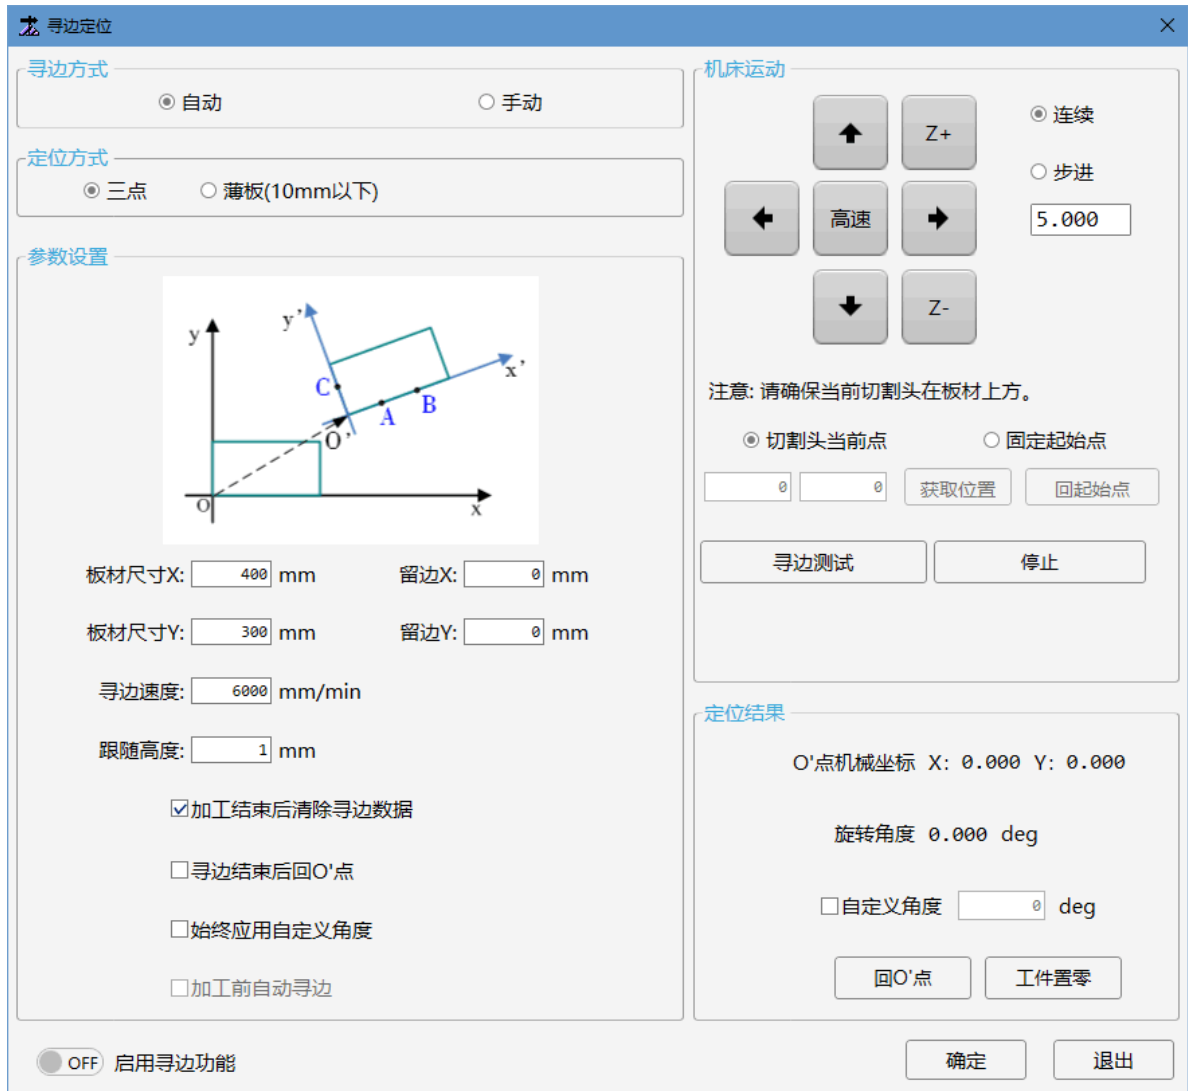 寻边定位
寻边方式
自动 手动
定位方式
三点 薄板(10mm以下)
参数设置
y
y'
x'
C
B
A
O'
O
x
板材尺寸X: 400 mm 留边X: 0 mm
板材尺寸Y: 300 mm 留边Y: 0 mm
寻边速度: 6000 mm/min
跟随高度: 1 mm
加工结束后清除寻边数据
寻边结束后回O'点
始终应用自定义角度
加工前自动寻边
OFF 启用寻边功能
机床运动
Z+ 连续
步进
高速 5.000
Z-
注意: 请确保当前切割头在板材上方。
切割头当前点 固定起始点
0 0 获取位置 回起始点
寻边测试 停止
定位结果
O'点机械坐标 X: 0.000 Y: 0.000
旋转角度 0.000 deg
自定义角度 0 deg
回O'点 工件置零
确定 退出